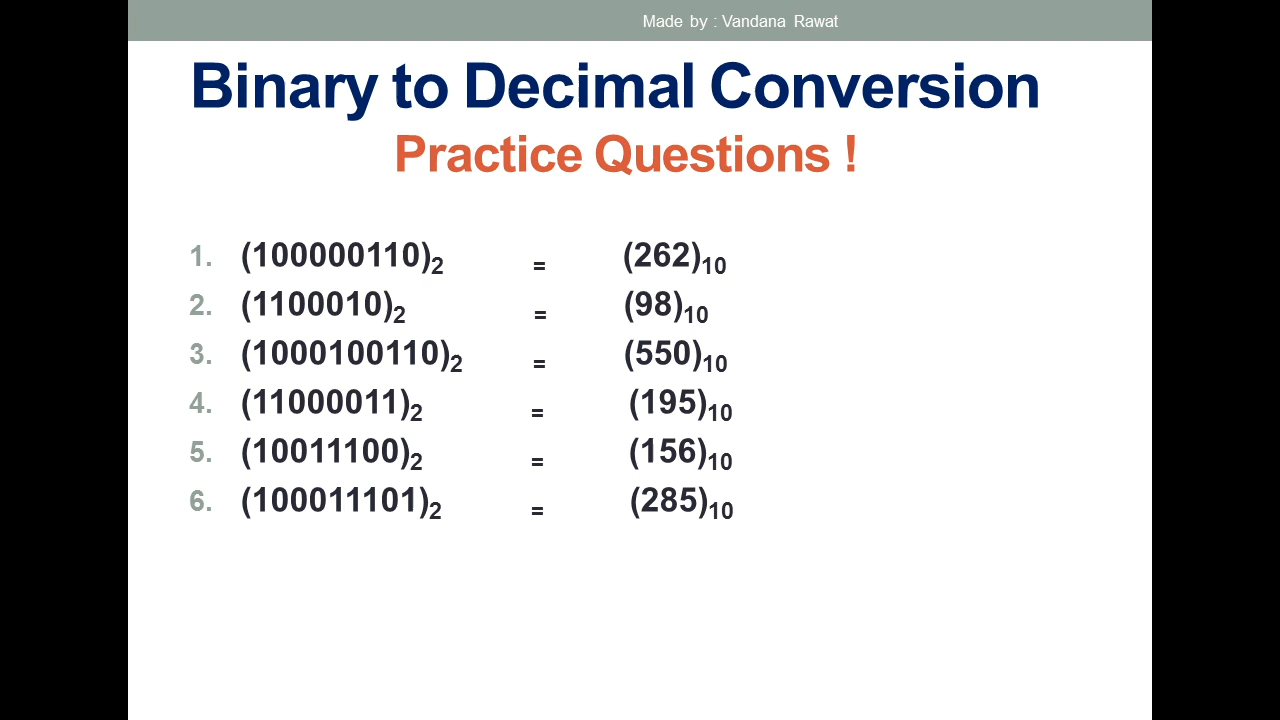 Made by : Vandana Rawat
Binary to Decimal Conversion
Practice Questions !
1. (100000110)₂ = (262)₁₀
2. (1100010)₂ = (98)₁₀
3. (1000100110)₂ = (550)₁₀
4. (11000011)₂ = (195)₁₀
5. (10011100)₂ = (156)₁₀
6. (100011101)₂ = (285)₁₀